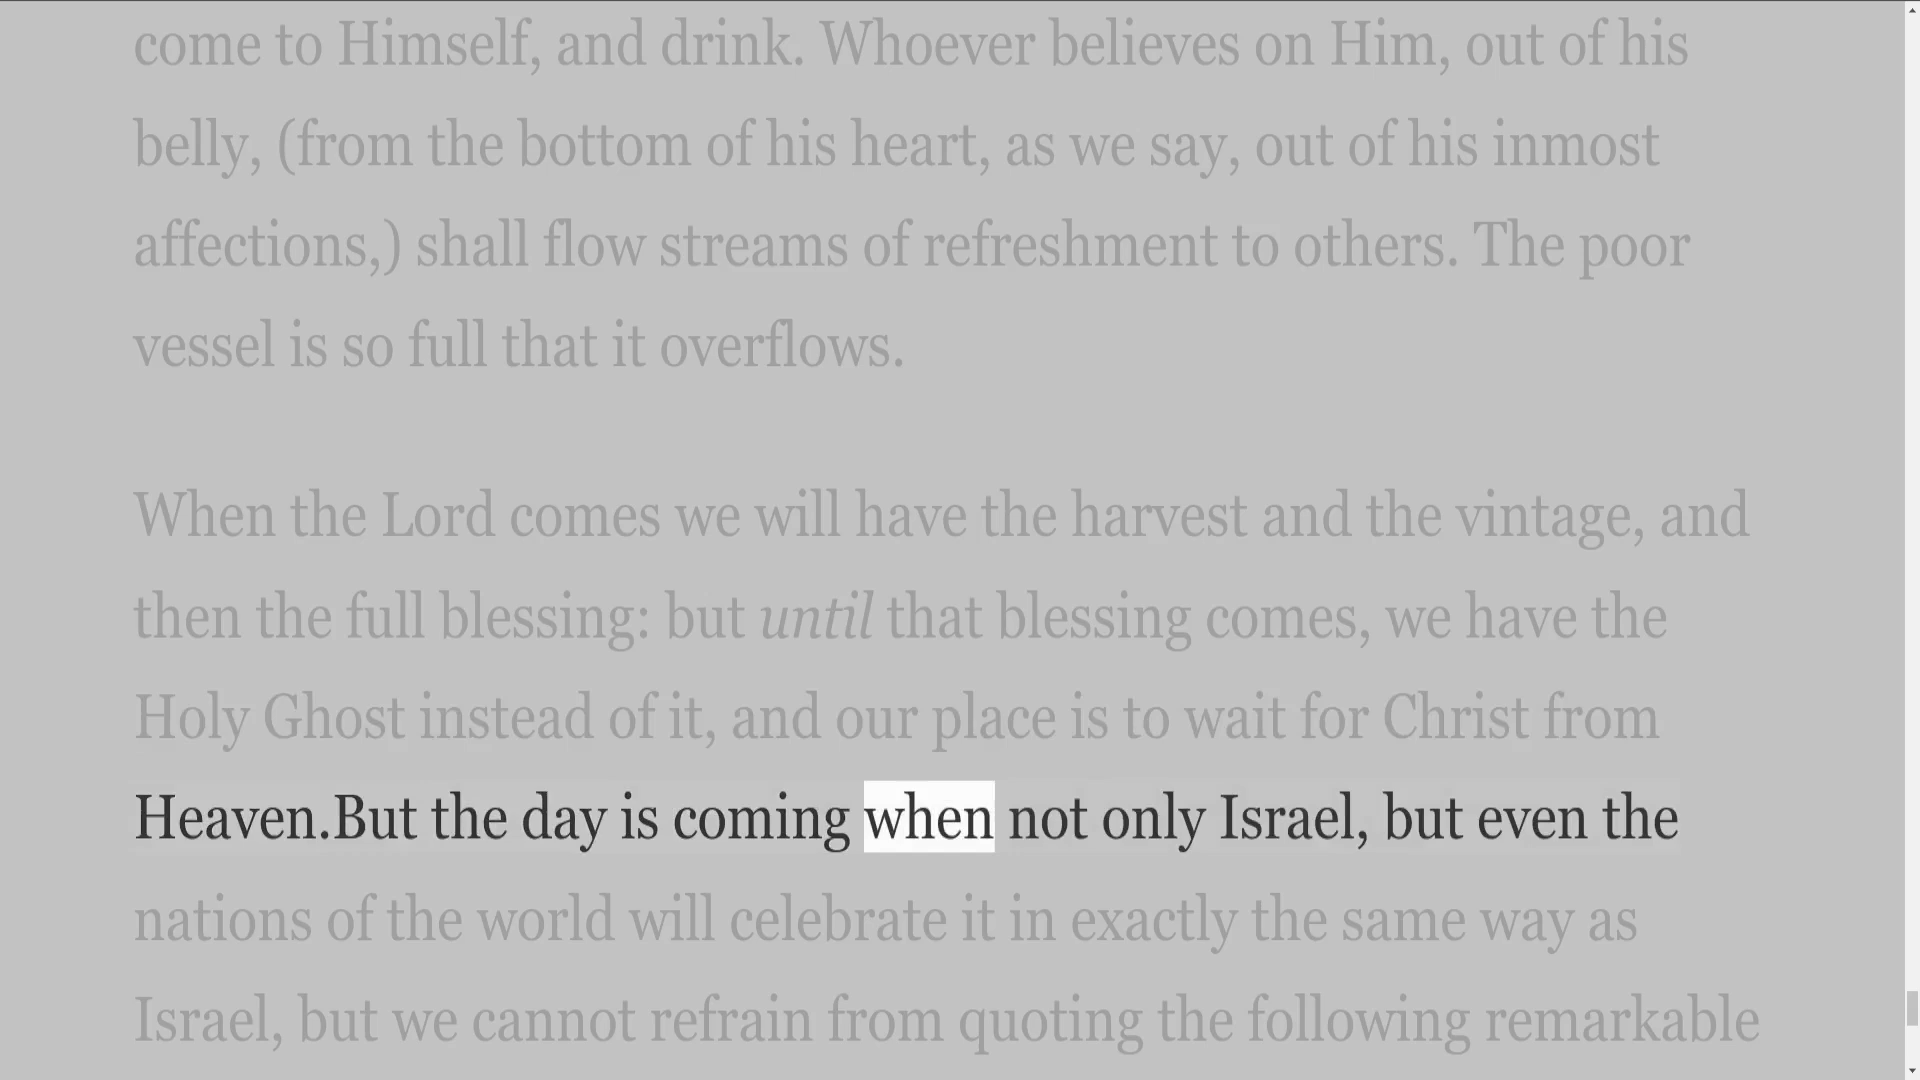 come to Himself, and drink. Whoever believes on Him, out of his
belly, (from the bottom of his heart, as we say, out of his inmost
affections,) shall flow streams of refreshment to others. The poor
vessel is so full that it overflows.
When the Lord comes we will have the harvest and the vintage, and
then the full blessing: but until that blessing comes, we have the
Holy Ghost instead of it, and our place is to wait for Christ from
Heaven.But the day is coming when not only Israel, but even the
nations of the world will celebrate it in exactly the same way as
Israel, but we cannot refrain from quoting the following remarkable